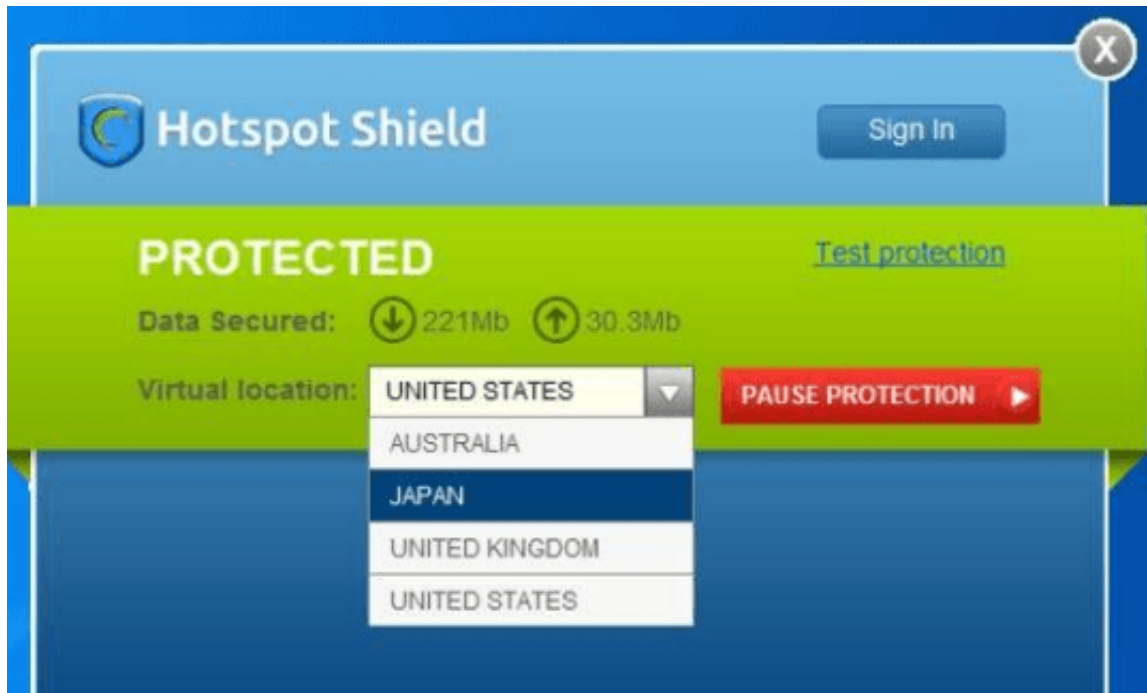 X
Hotspot Shield
Sign In
PROTECTED
Test protection
Data Secured: 221Mb 30.3Mb
Virtual location: UNITED STATES PAUSE PROTECTION
AUSTRALIA
JAPAN
UNITED KINGDOM
UNITED STATES